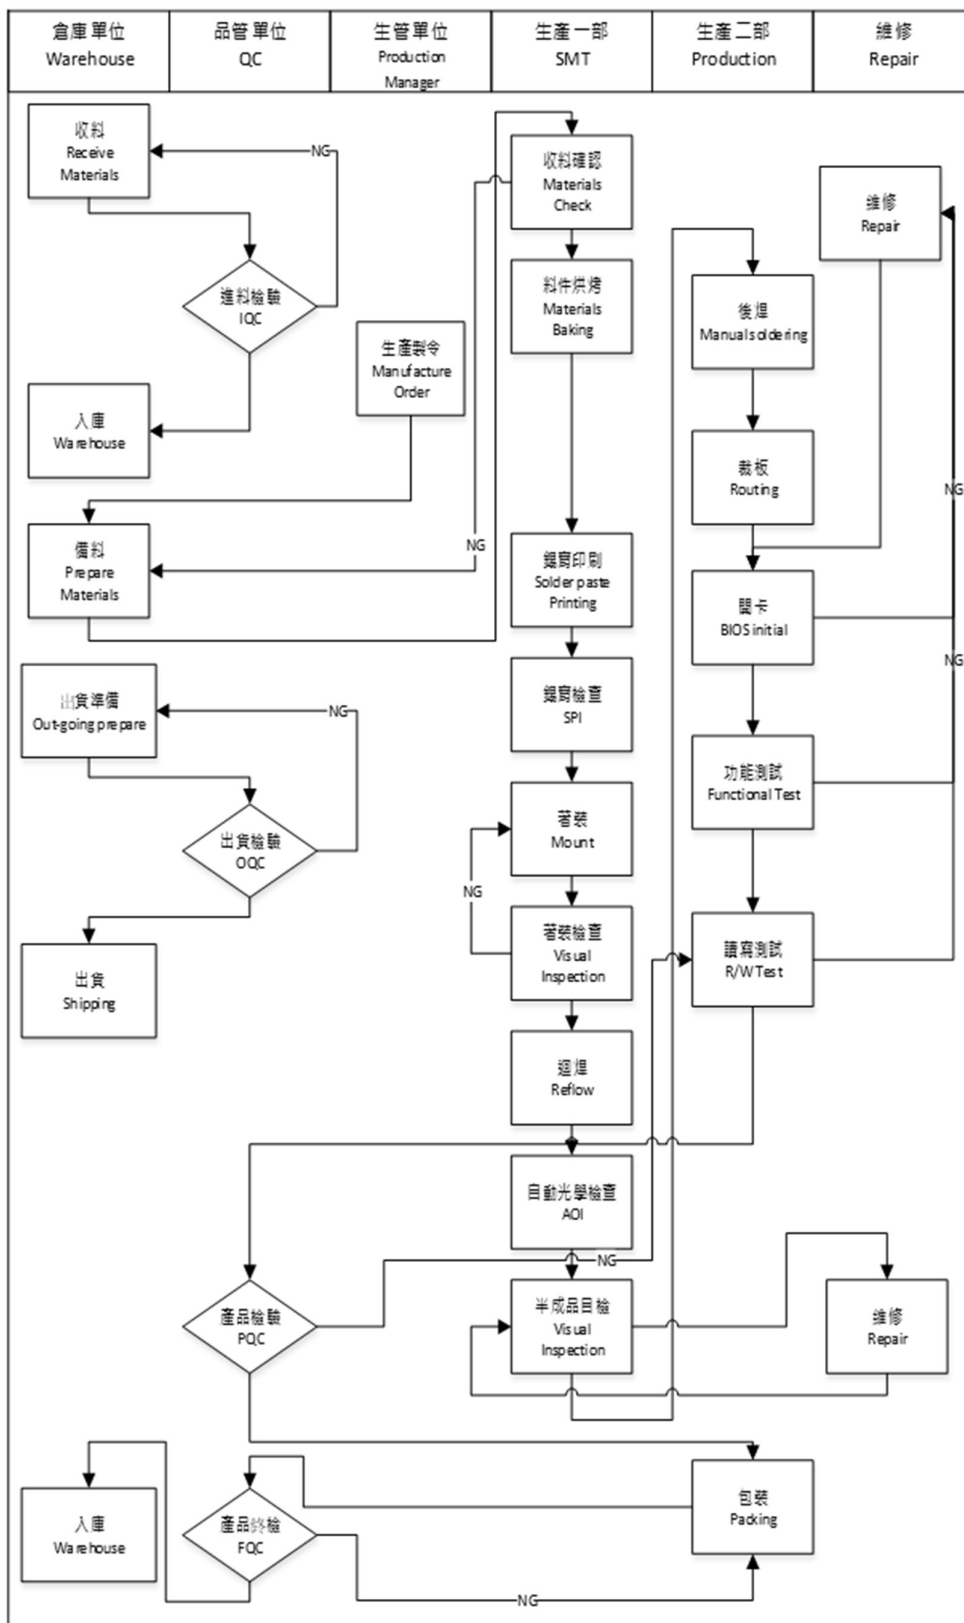 倉庫單位
Warehouse
品管單位
QC
生管單位
Production
Manager
生產一部
SMT
生產二部
Production
維修
Repair
收料
Receive
Materials
NG
進料檢驗
IQC
入庫
Warehouse
生產製令
Manufacture
Order
備料
Prepare
Materials
NG
出貨準備
Out-going prepare
NG
出貨檢驗
OQC
出貨
Shipping
收料確認
Materials
Check
料件烘烤
Materials
Baking
錫膏印刷
Solder paste
Printing
錫膏檢查
SPI
著裝
Mount
NG
著裝檢查
Visual
Inspection
迴焊
Reflow
自動光學檢查
AOI
NG
半成品目檢
Visual
Inspection
後焊
Manual soldering
裁板
Routing
開卡
BIOS initial
功能測試
Functional Test
讀寫測試
R/W Test
維修
Repair
NG
NG
維修
Repair
產品檢驗
PQC
包裝
Packing
產品終檢
FQC
NG
入庫
Warehouse